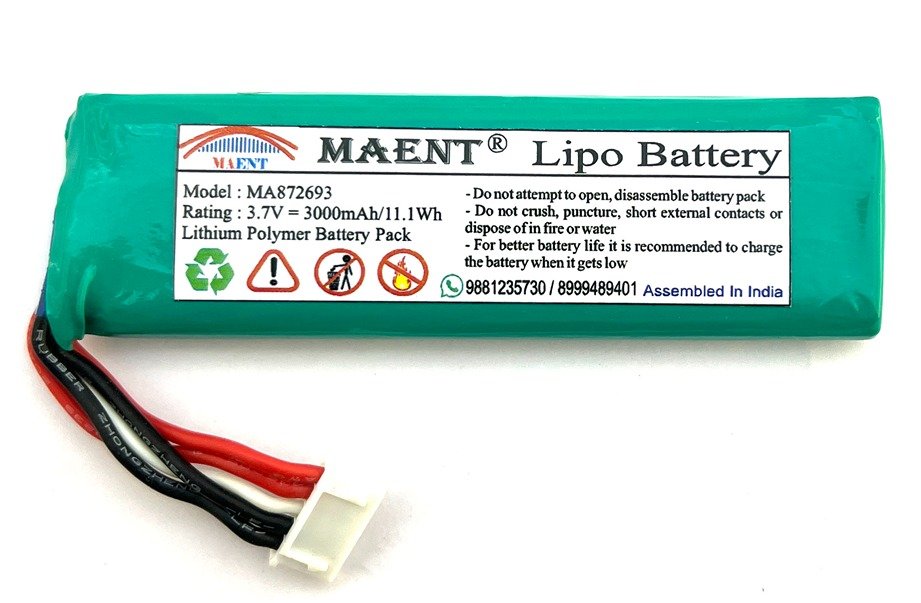 MAENT
MAENT® Lipo Battery
Model : MA872693
Rating : 3.7V = 3000mAh/11.1Wh
Lithium Polymer Battery Pack
- Do not attempt to open, disassemble battery pack
- Do not crush, puncture, short external contacts or
dispose of in fire or water
- For better battery life it is recommended to charge
the battery when it gets low
9881235730 / 8999489401 Assembled In India
RUBBER
ZHONGZHEN
ZHONGZHEN